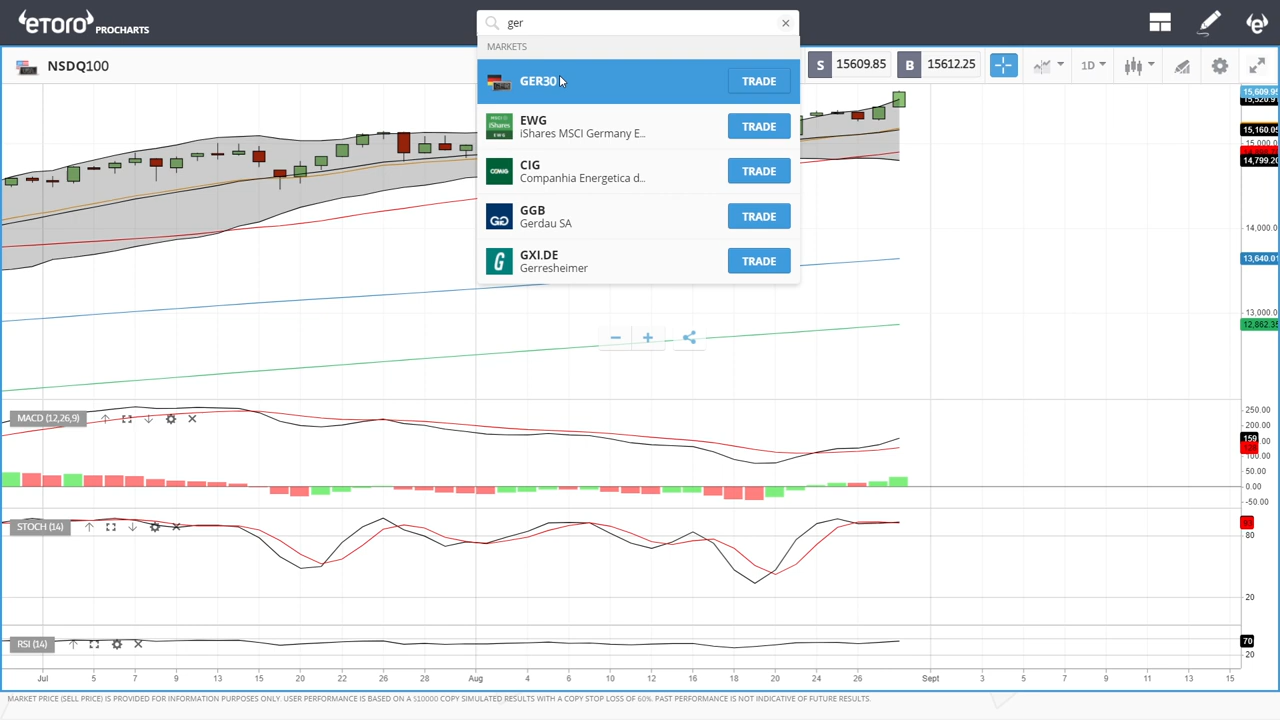 eTORO PROCHARTS
ger
MARKETS
NSDQ100
GER30 TRADE
EWG
iShares MSCI Germany E... TRADE
CIG
Companhia Energetica d... TRADE
GGB
Gerdau SA TRADE
GXI.DE
Gerresheimer TRADE
S 15609.85 B 15612.25 1D
15,609.95
15,160.05
15,000.00
14,799.20
14,000.00
13,640.01
13,000.00
12,862.35
MACD (12,26,9)
250.00
200.00
159
100.00
50.00
0.00
-50.00
STOCH (14)
80
20
RSI (14)
70
20
Jul 5 7 9 13 15 20 22 26 28 Aug 4 6 10 12 16 18 20 24 26 Sept 3 5 7 9 11 13 15
MARKET PRICE (SELL PRICE) IS PROVIDED FOR INFORMATION PURPOSES ONLY. USER PERFORMANCE IS BASED ON A $10000 COPY SIMULATED RESULTS WITH A COPY STOP LOSS OF 60%. PAST PERFORMANCE IS NOT INDICATIVE OF FUTURE RESULTS.